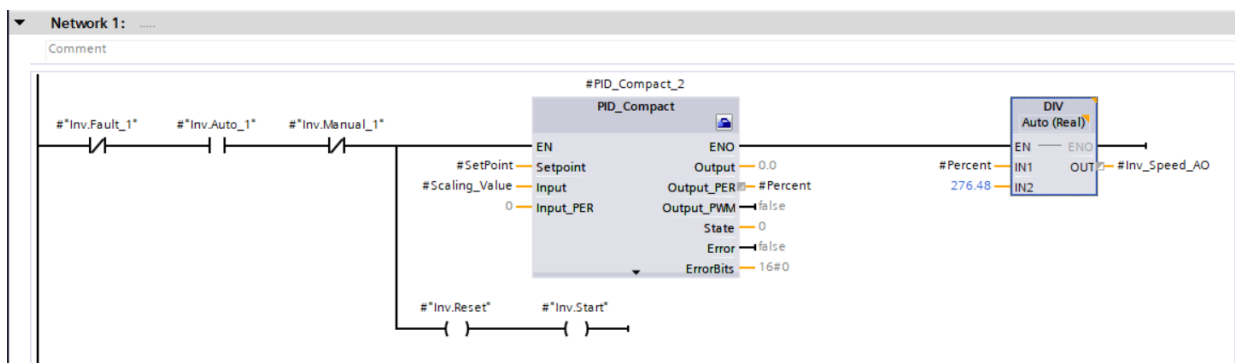 Network 1: .....
Comment
#PID_Compact_2
PID_Compact
DIV
Auto (Real)
#"Inv.Fault_1"
#"Inv.Auto_1"
#"Inv.Manual_1"
EN
ENO
EN
ENO
#SetPoint
Setpoint
Output
0.0
#Percent
IN1
OUT
#Inv_Speed_AO
#Scaling_Value
Input
Output_PER
#Percent
276.48
IN2
0
Input_PER
Output_PWM
false
State
0
Error
false
ErrorBits
16#0
#"Inv.Reset"
#"Inv.Start"